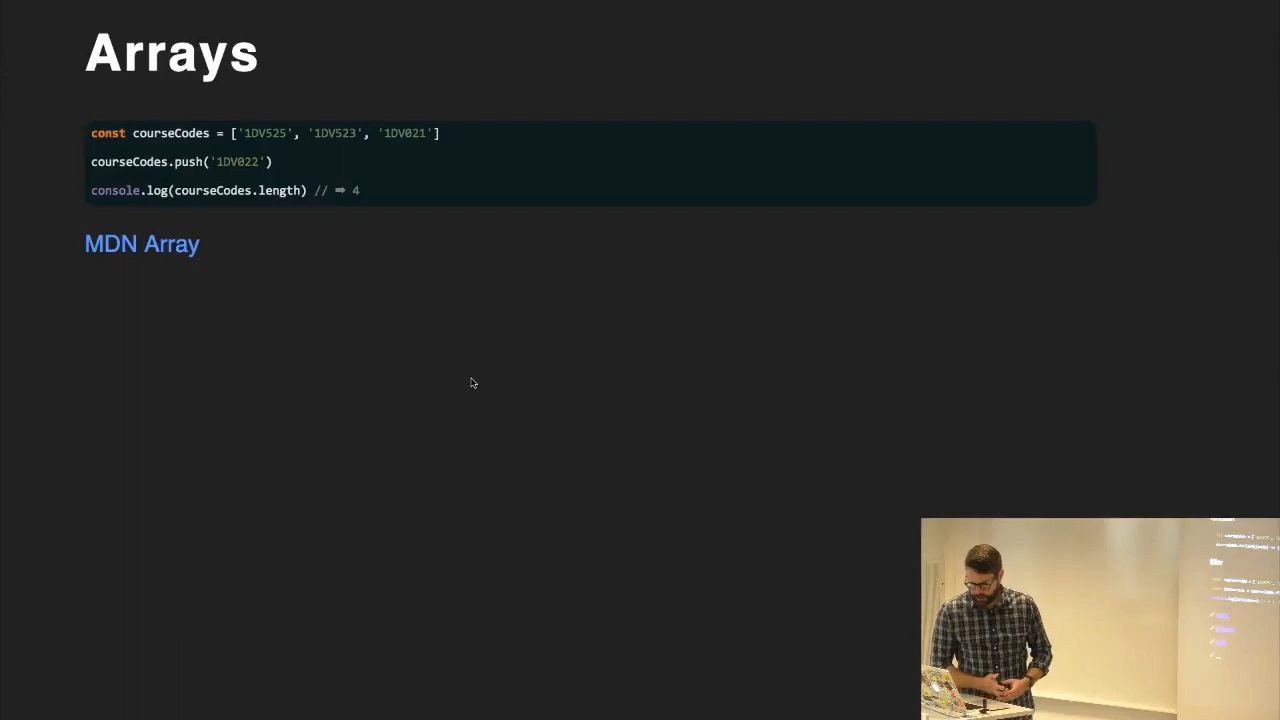 Arrays
const courseCodes = ['1DV525', '1DV523', '1DV021']
courseCodes.push('1DV022')
console.log(courseCodes.length) // ➡ 4
MDN Array